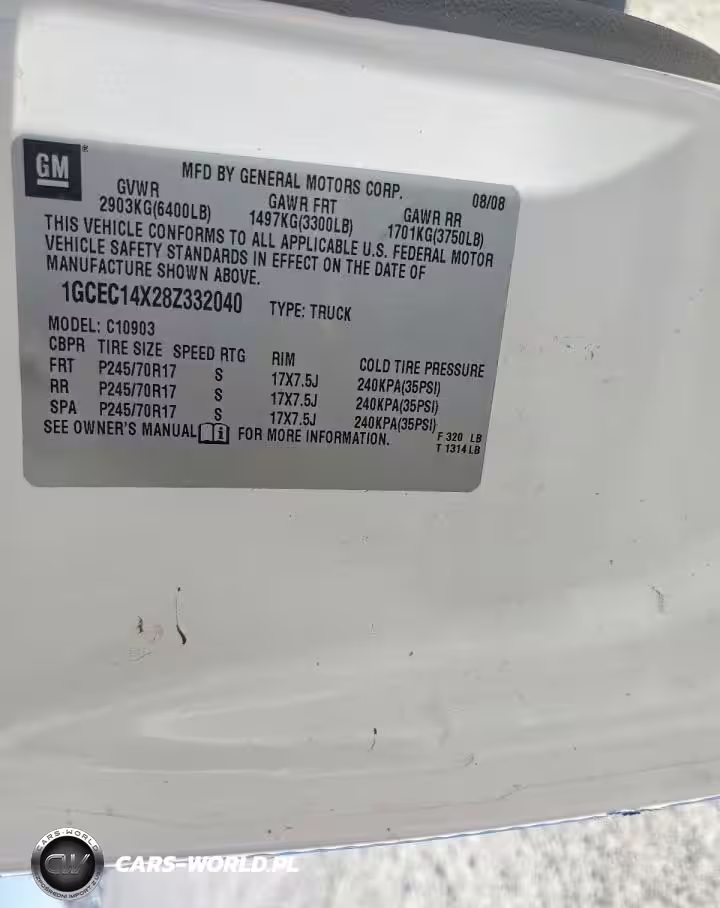 GM
MFD BY GENERAL MOTORS CORP.
08/08
GVWR GAWR FRT GAWR RR
2903KG(6400LB) 1497KG(3300LB) 1701KG(3750LB)
THIS VEHICLE CONFORMS TO ALL APPLICABLE U.S. FEDERAL MOTOR
VEHICLE SAFETY STANDARDS IN EFFECT ON THE DATE OF
MANUFACTURE SHOWN ABOVE.
1GCEC14X28Z332040 TYPE: TRUCK
MODEL: C10903
CBPR TIRE SIZE SPEED RTG RIM COLD TIRE PRESSURE
FRT P245/70R17 S 17X7.5J 240KPA(35PSI)
RR P245/70R17 S 17X7.5J 240KPA(35PSI)
SPA P245/70R17 S 17X7.5J 240KPA(35PSI)
SEE OWNER'S MANUAL FOR MORE INFORMATION.
F 320 LB
T 1314 LB
CARS-WORLD
CW
CARS-WORLD.PL